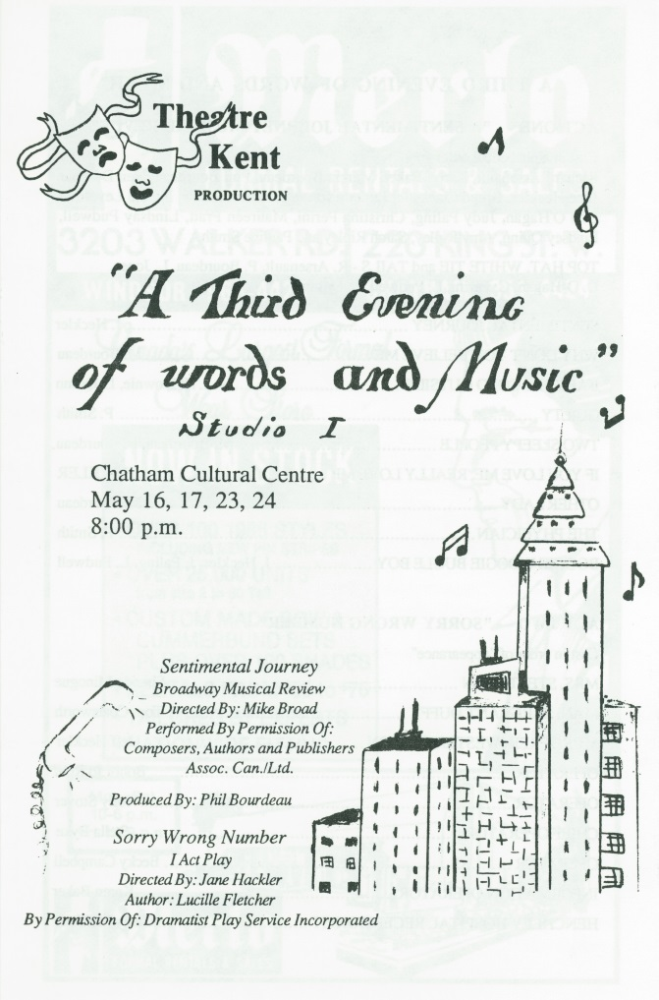 Theatre
Kent
PRODUCTION
"A Third Evening
of words and Music"
Studio I
Chatham Cultural Centre
May 16, 17, 23, 24
8:00 p.m.
Sentimental Journey
Broadway Musical Review
Directed By: Mike Broad
Performed By Permission Of:
Composers, Authors and Publishers
Assoc. Can./Ltd.
Produced By: Phil Bourdeau
Sorry Wrong Number
1 Act Play
Directed By: Jane Hackler
Author: Lucille Fletcher
By Permission Of: Dramatist Play Service Incorporated